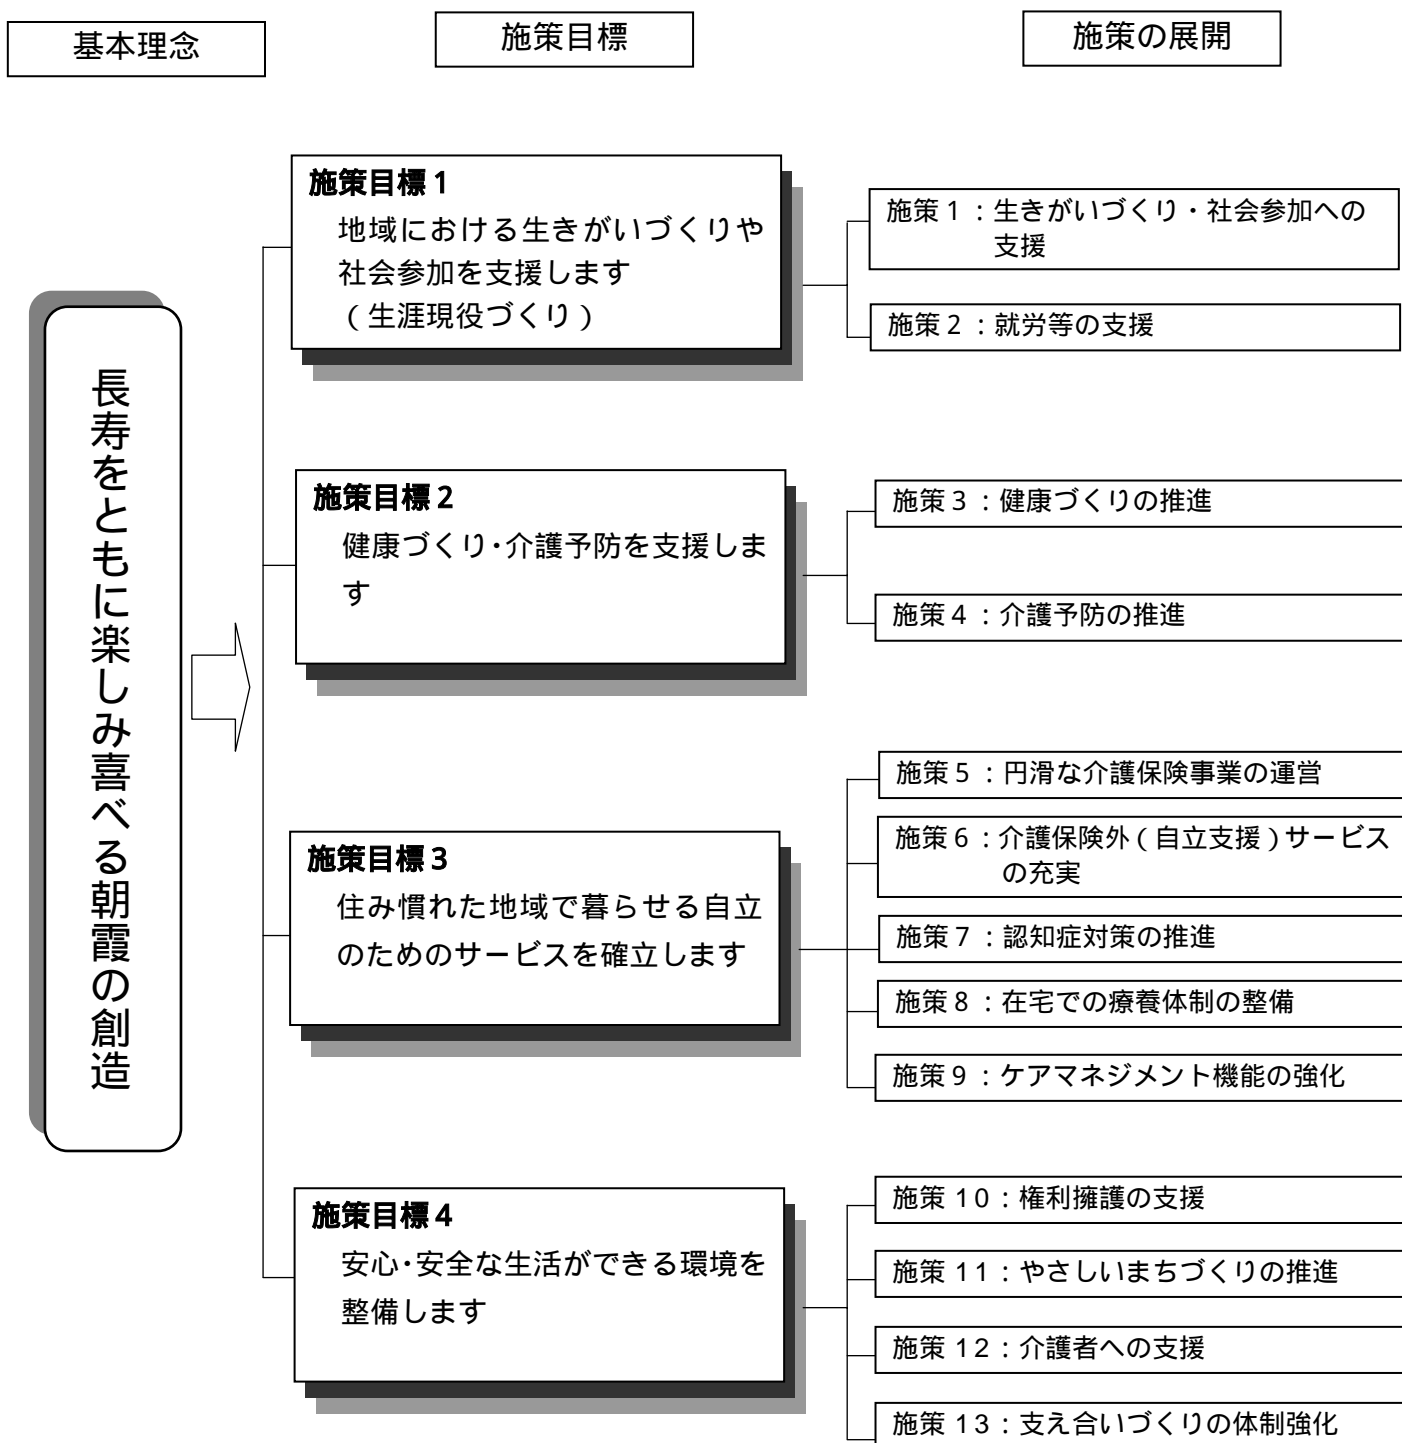 基本理念
施策目標
施策の展開
長寿をともに楽しみ喜べる朝霞の創造
施策目標1
地域における生きがいづくりや
社会参加を支援します
(生涯現役づくり)
施策1:生きがいづくり・社会参加への
支援
施策2:就労等の支援
施策目標2
健康づくり･介護予防を支援しま
す
施策3:健康づくりの推進
施策4:介護予防の推進
施策目標3
住み慣れた地域で暮らせる自立
のためのサービスを確立します
施策5:円滑な介護保険事業の運営
施策6:介護保険外(自立支援)サービス
の充実
施策7:認知症対策の推進
施策8:在宅での療養体制の整備
施策9:ケアマネジメント機能の強化
施策目標4
安心･安全な生活ができる環境を
整備します
施策 10:権利擁護の支援
施策 11:やさしいまちづくりの推進
施策 12:介護者への支援
施策 13:支え合いづくりの体制強化